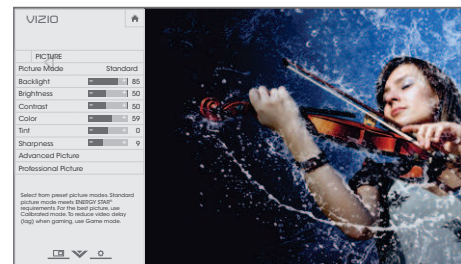 VIZIO
PICTURE
Picture Mode Standard
Backlight 85
Brightness 50
Contrast 50
Color 59
Tint 0
Sharpness 9
Advanced Picture
Professional Picture
Select from preset picture modes. Standard
picture mode meets ENERGY STAR®
requirements. For the best picture, use
Calibrated mode. To reduce video delay
(lag) when gaming, use Game mode.